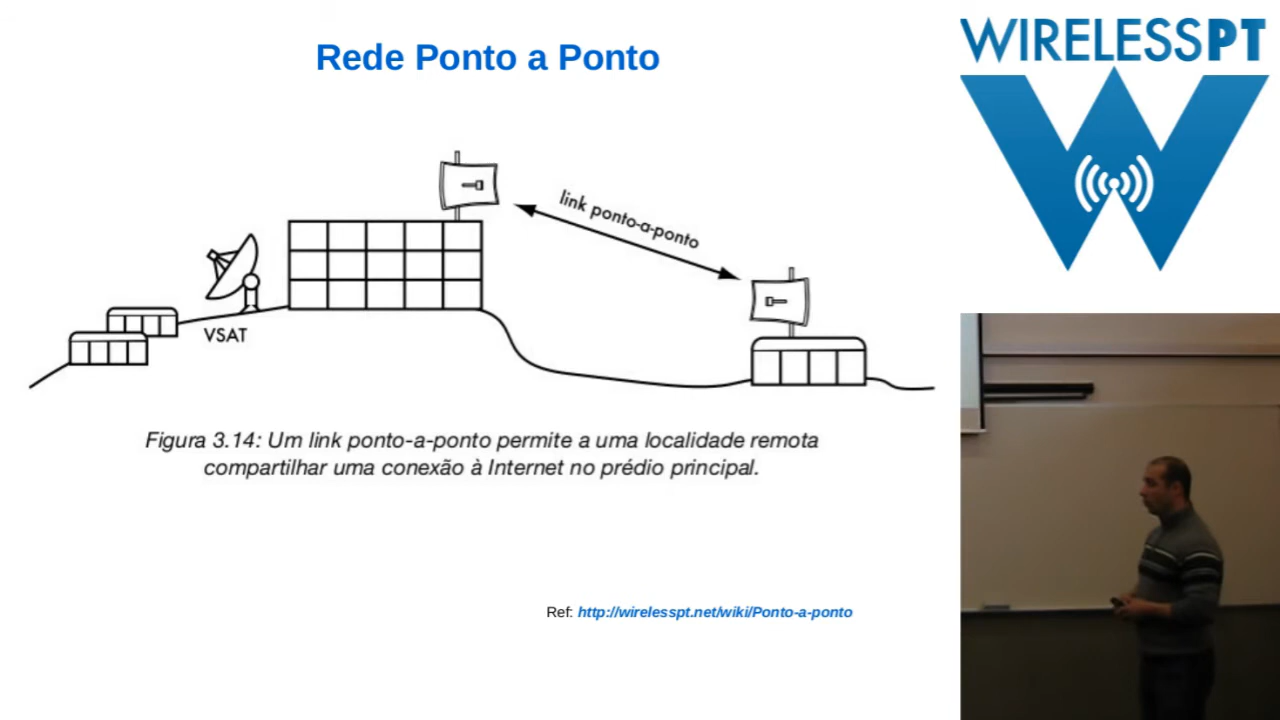 Rede Ponto a Ponto
WIRELESSPT
link ponto-a-ponto
VSAT
Figura 3.14: Um link ponto-a-ponto permite a uma localidade remota
compartilhar uma conexão à Internet no prédio principal.
Ref: http://wirelesspt.net/wiki/Ponto-a-ponto